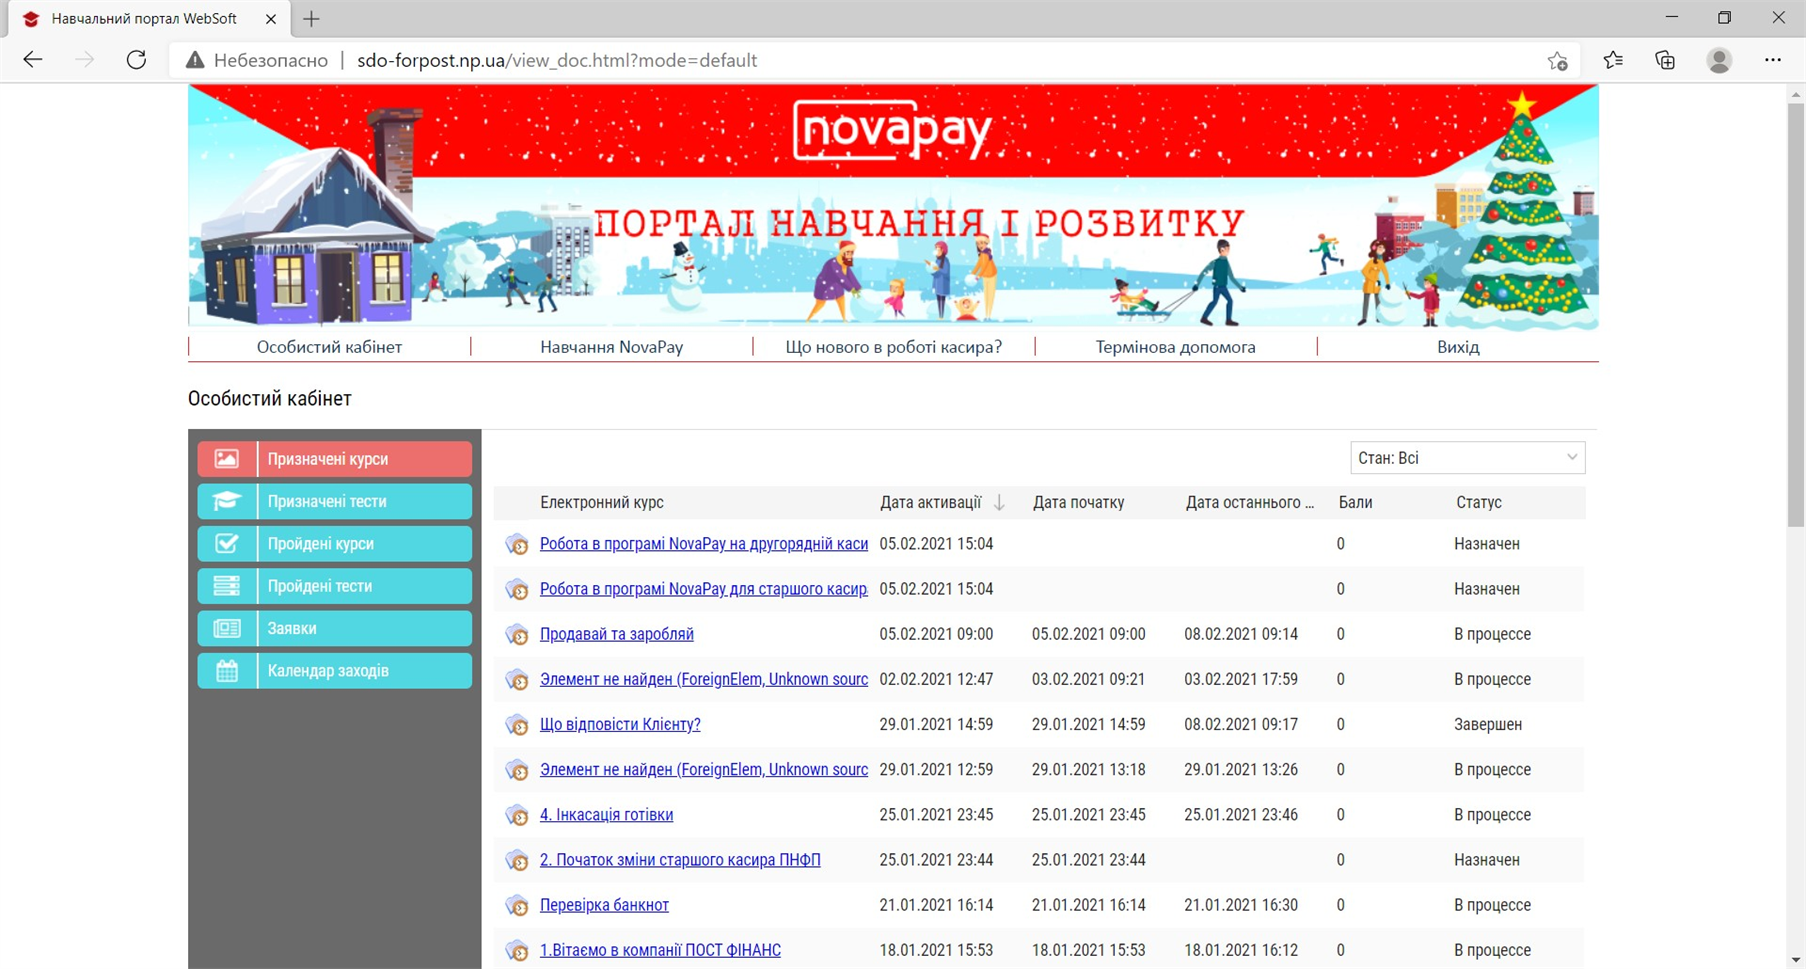 Навчальний портал WebSoft
Небезопасно | sdo-forpost.np.ua/view_doc.html?mode=default
novapay
ПОРТАЛ НАВЧАННЯ І РОЗВИТКУ
Особистий кабінет Навчання NovaPay Що нового в роботі касира? Термінова допомога Вихід
Особистий кабінет
Призначені курси
Призначені тести
Пройдені курси
Пройдені тести
Заявки
Календар заходів
Стан: Всі
Електронний курс Дата активації Дата початку Дата останнього ... Бали Статус
Робота в програмі NovaPay на другорядній каси 05.02.2021 15:04 0 Назначен
Робота в програмі NovaPay для старшого касир 05.02.2021 15:04 0 Назначен
Продавай та заробляй 05.02.2021 09:00 05.02.2021 09:00 08.02.2021 09:14 0 В процессе
Элемент не найден (ForeignElem, Unknown sourc 02.02.2021 12:47 03.02.2021 09:21 03.02.2021 17:59 0 В процессе
Що відповісти Клієнту? 29.01.2021 14:59 29.01.2021 14:59 08.02.2021 09:17 0 Завершен
Элемент не найден (ForeignElem, Unknown sourc 29.01.2021 12:59 29.01.2021 13:18 29.01.2021 13:26 0 В процессе
4. Інкасація готівки 25.01.2021 23:45 25.01.2021 23:45 25.01.2021 23:46 0 В процессе
2. Початок зміни старшого касира ПНФП 25.01.2021 23:44 25.01.2021 23:44 0 Назначен
Перевірка банкнот 21.01.2021 16:14 21.01.2021 16:14 21.01.2021 16:30 0 В процессе
1.Вітаємо в компанії ПОСТ ФІНАНС 18.01.2021 15:53 18.01.2021 15:53 18.01.2021 16:12 0 В процессе